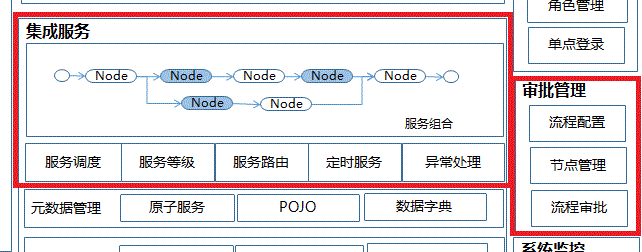 角色管理
单点登录
集成服务
Node Node Node Node Node
Node Node
服务组合
服务调度 服务等级 服务路由 定时服务 异常处理
审批管理
流程配置
节点管理
流程审批
元数据管理 原子服务 POJO 数据字典
系统监控